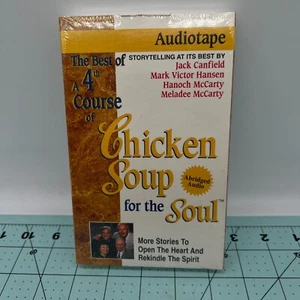 Audiotape
STORYTELLING AT ITS BEST BY
Jack Canfield
Mark Victor Hansen
Hanoch McCarty
Meladee McCarty
The Best of
A 4th
Course
of
Chicken
Soup
for the Soul™
Abridged
Audio
More Stories To
Open The Heart And
Rekindle The Spirit